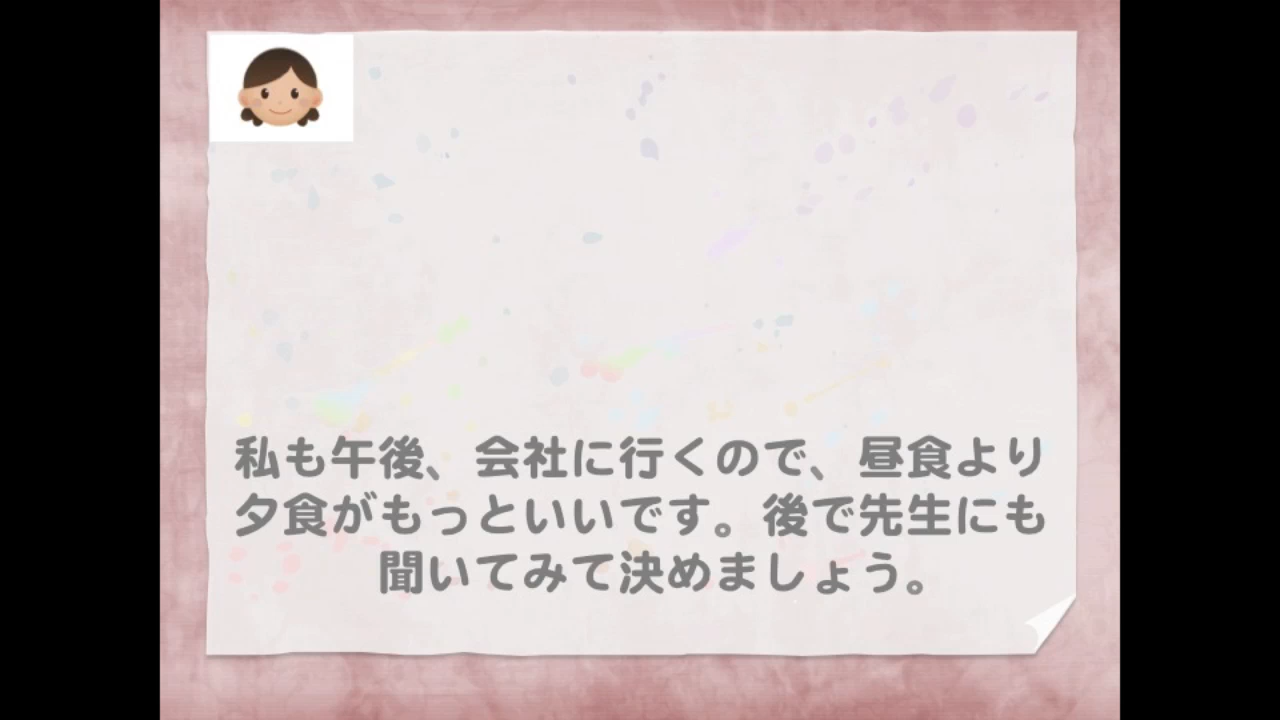 私も午後、会社に行くので、昼食より
夕食がもっといいです。後で先生にも
聞いてみて決めましょう。